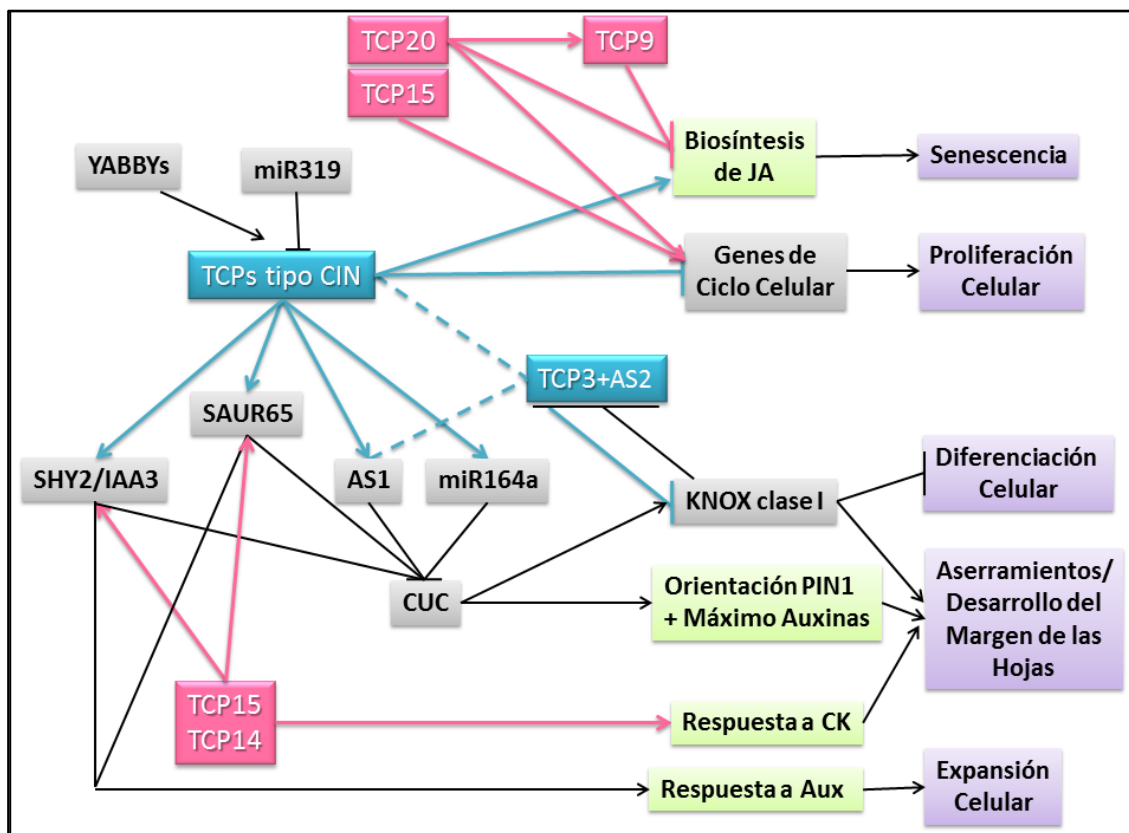 TCP20
TCP9
TCP15
Biosíntesis
de JA
Senescencia
YABBYs
miR319
TCPs tipo CIN
Genes de
Ciclo Celular
Proliferación
Celular
TCP3+AS2
SAUR65
SHY2/IAA3
AS1
miR164a
KNOX clase I
Diferenciación
Celular
CUC
Orientación PIN1
+ Máximo Auxinas
Aserramientos/
Desarrollo del
Margen de las
Hojas
TCP15
TCP14
Respuesta a CK
Respuesta a Aux
Expansión
Celular